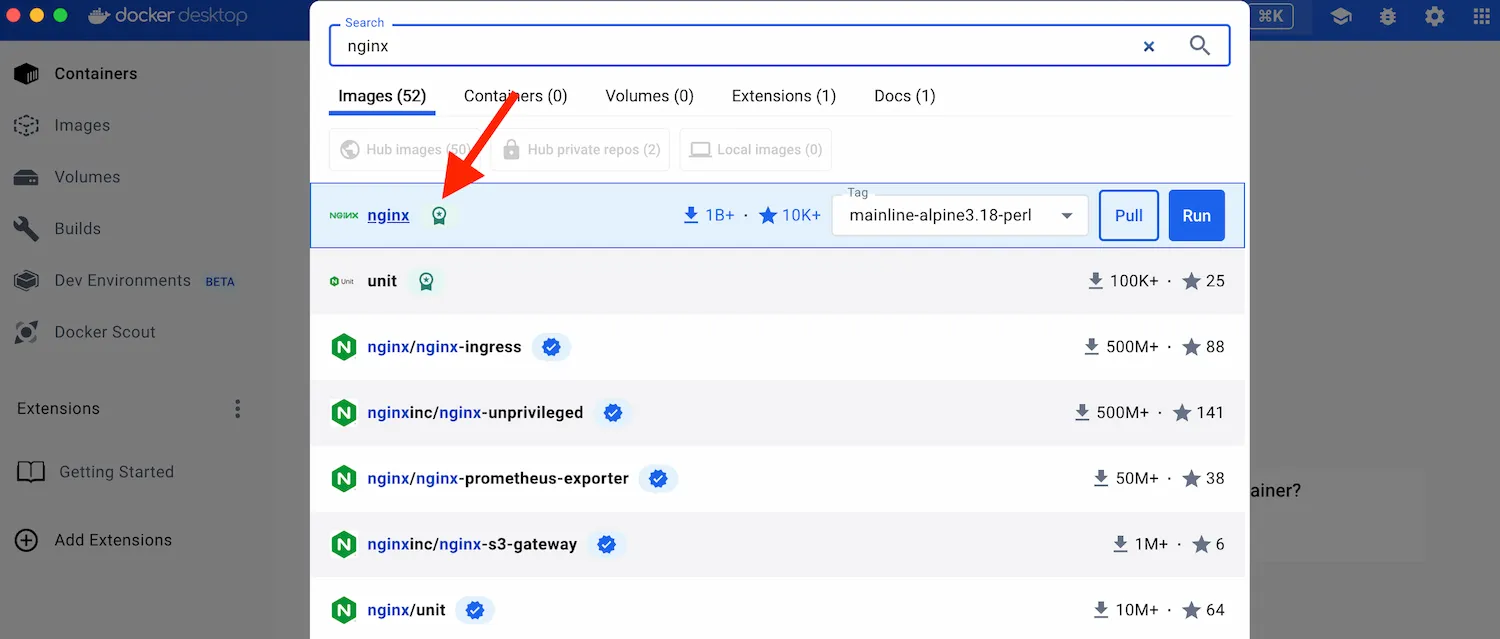 docker desktop
⌘K
Containers
Images
Volumes
Builds
Dev Environments BETA
Docker Scout
Extensions
Getting Started
Add Extensions
Search
nginx
Images (52) Containers (0) Volumes (0) Extensions (1) Docs (1)
Hub images (50) Hub private repos (2) Local images (0)
NGINX nginx 1B+ · 10K+ Tag mainline-alpine3.18-perl Pull Run
N Unit unit 100K+ · 25
N nginx/nginx-ingress 500M+ · 88
N nginxinc/nginx-unprivileged 500M+ · 141
N nginx/nginx-prometheus-exporter 50M+ · 38
N nginxinc/nginx-s3-gateway 1M+ · 6
N nginx/unit 10M+ · 64
ainer?